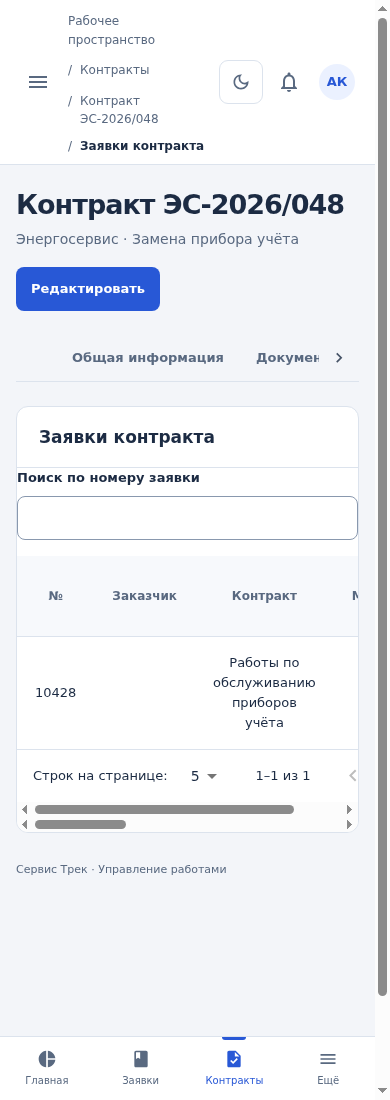 Рабочее
пространство
/ Контракты
/ Контракт
ЭС-2026/048
/ Заявки контракта
АК
Контракт ЭС-2026/048
Энергосервис · Замена прибора учёта
Редактировать
Общая информация Докумен
Заявки контракта
Поиск по номеру заявки
№ Заказчик Контракт
10428
Работы по
обслуживанию
приборов
учёта
Строк на странице: 5 1–1 из 1
Сервис Трек · Управление работами
Главная Заявки Контракты Ещё